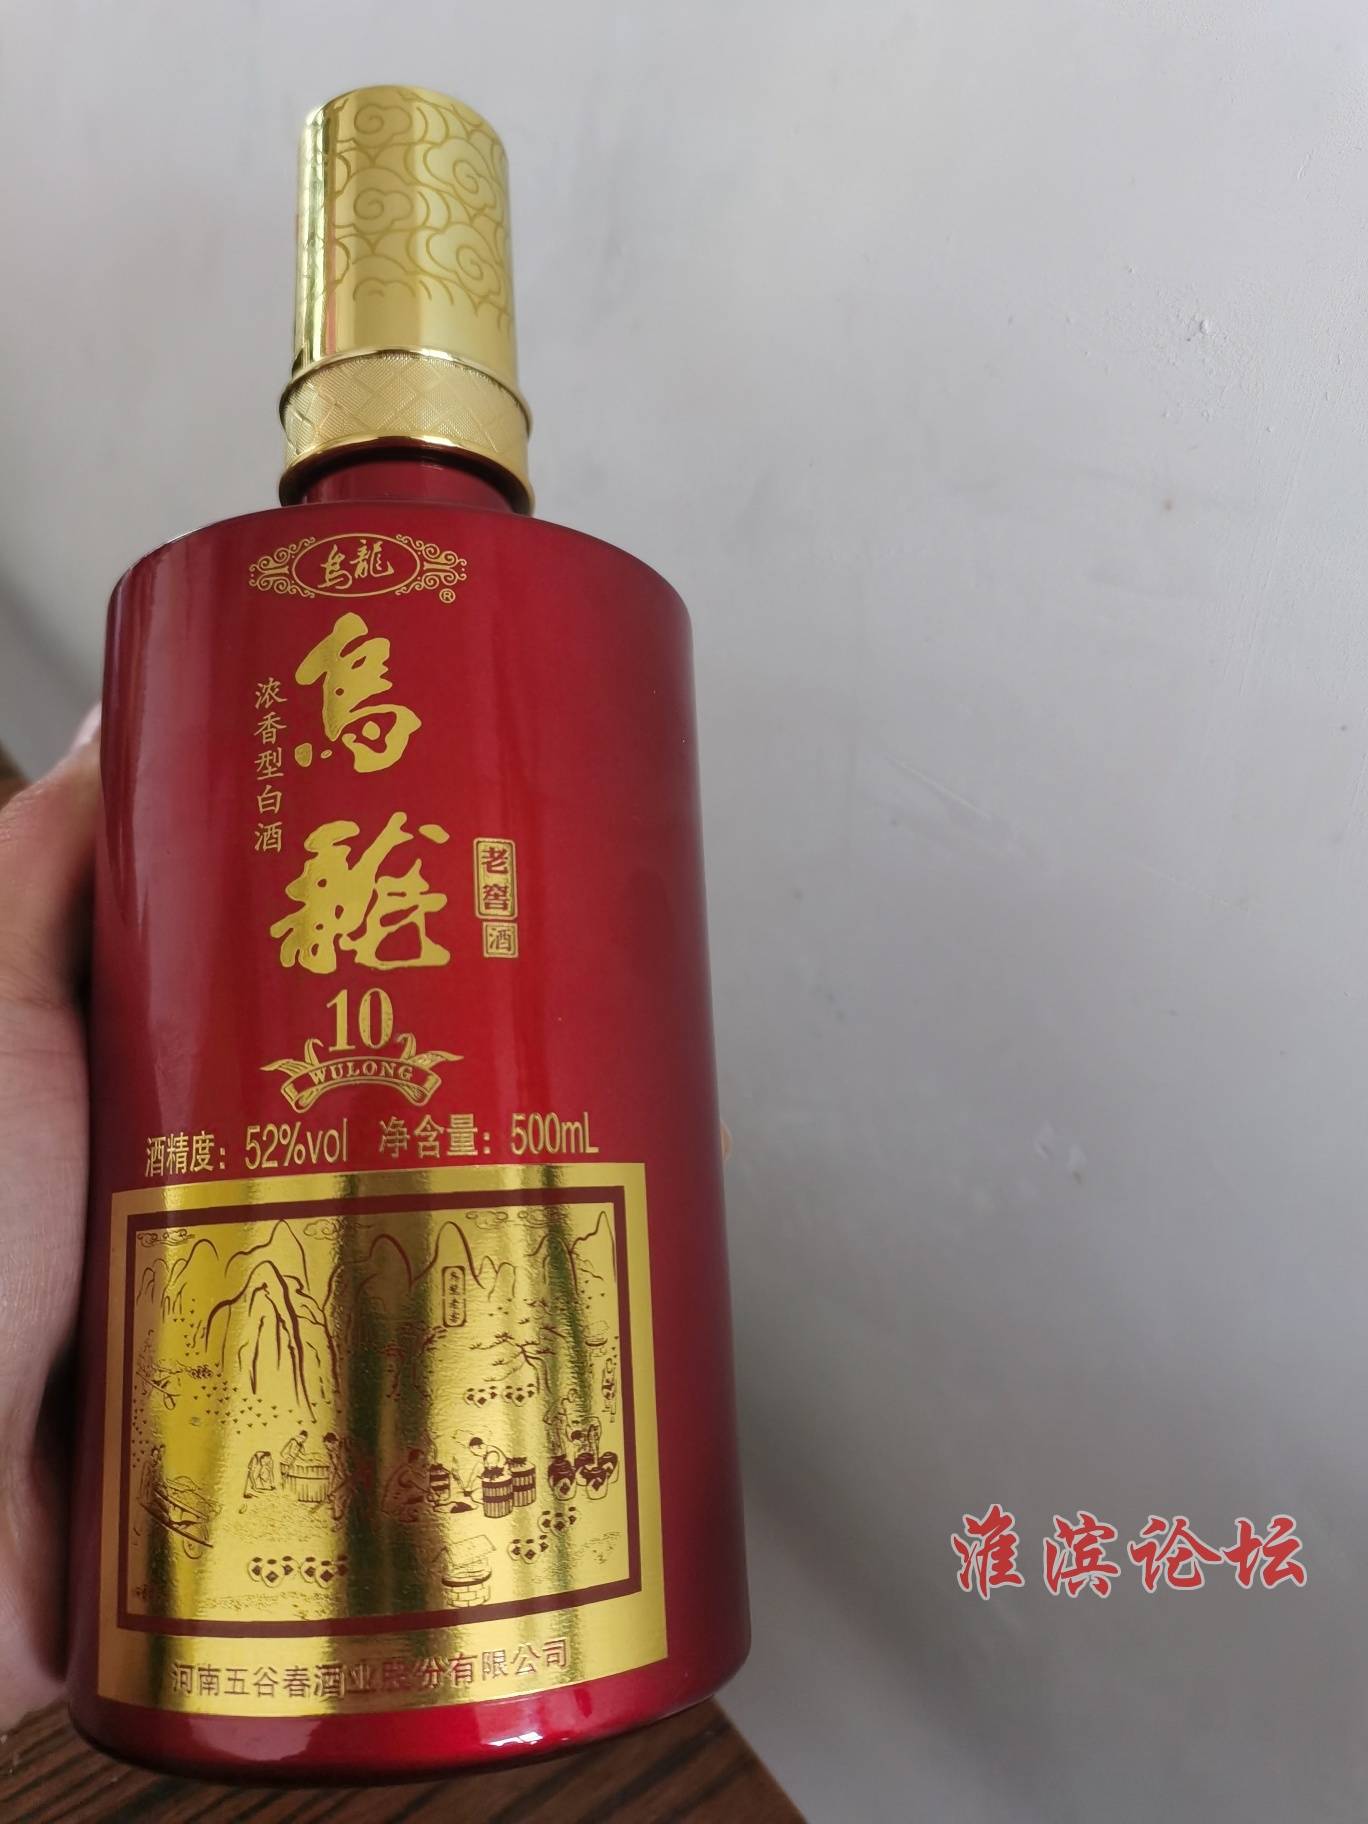 烏龍
®
烏龍
浓香型白酒
老窖
酒
10
WULONG
酒精度：52%vol 净含量：500mL
河南五谷春酒业股份有限公司
淮滨论坛